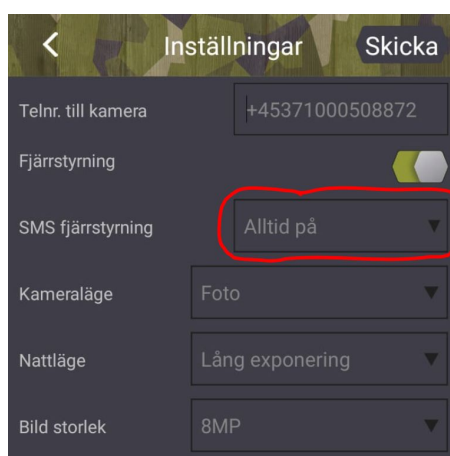 Inställningar Skicka
Telnr. till kamera +45371000508872
Fjärrstyrning
SMS fjärrstyrning Alltid på
Kameraläge Foto
Nattläge Lång exponering
Bild storlek 8MP